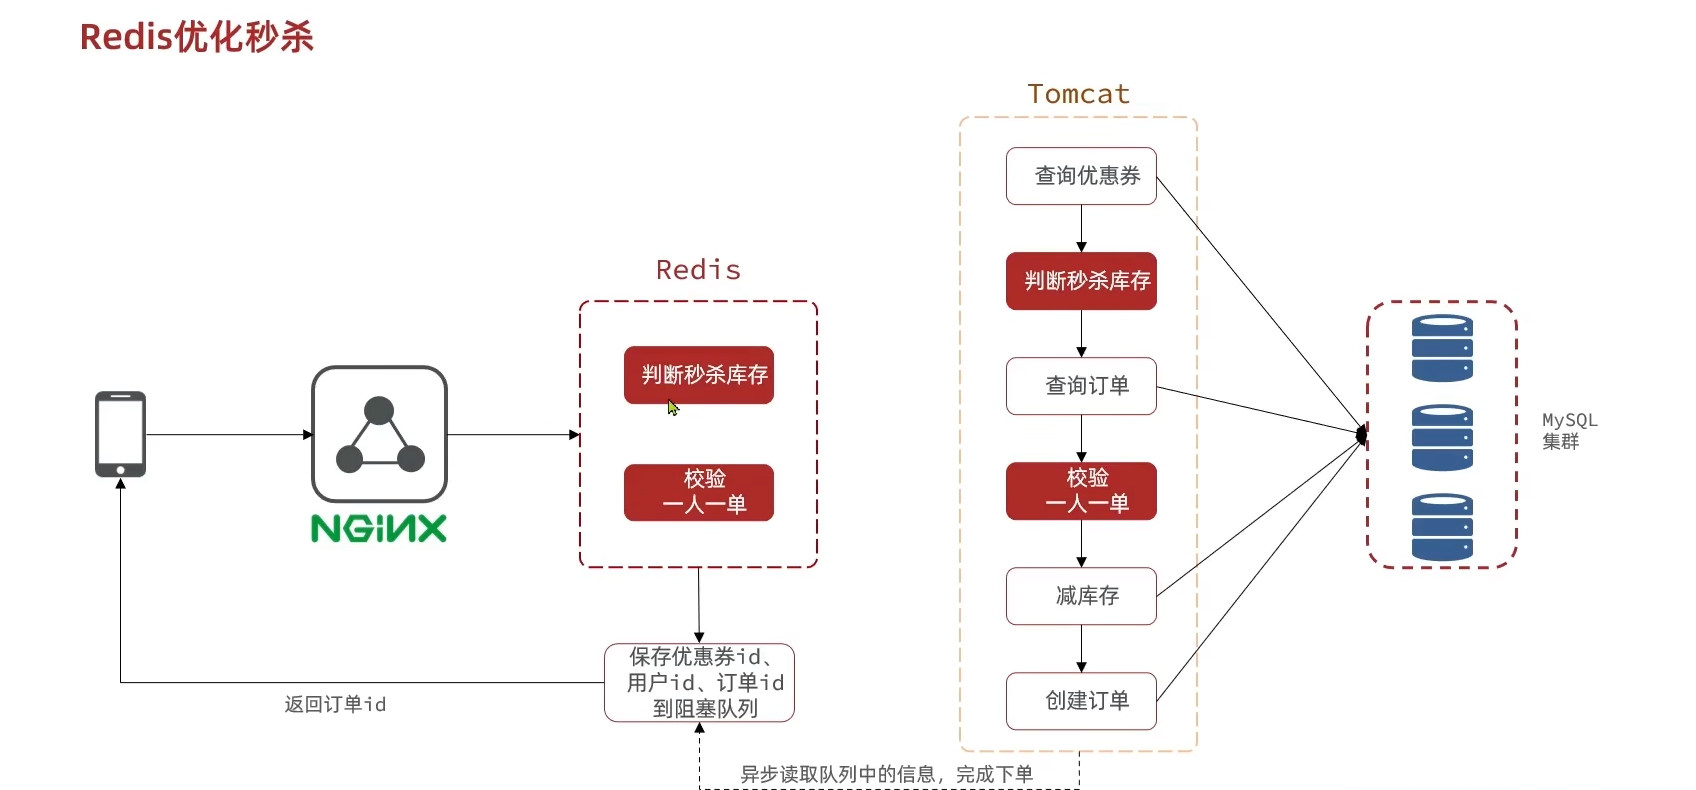 Redis优化秒杀
Tomcat
查询优惠券
判断秒杀库存
查询订单
校验
一人一单
减库存
创建订单
Redis
判断秒杀库存
校验
一人一单
NGINX
MySQL
集群
保存优惠券id、
用户id、订单id
到阻塞队列
返回订单id
异步读取队列中的信息，完成下单